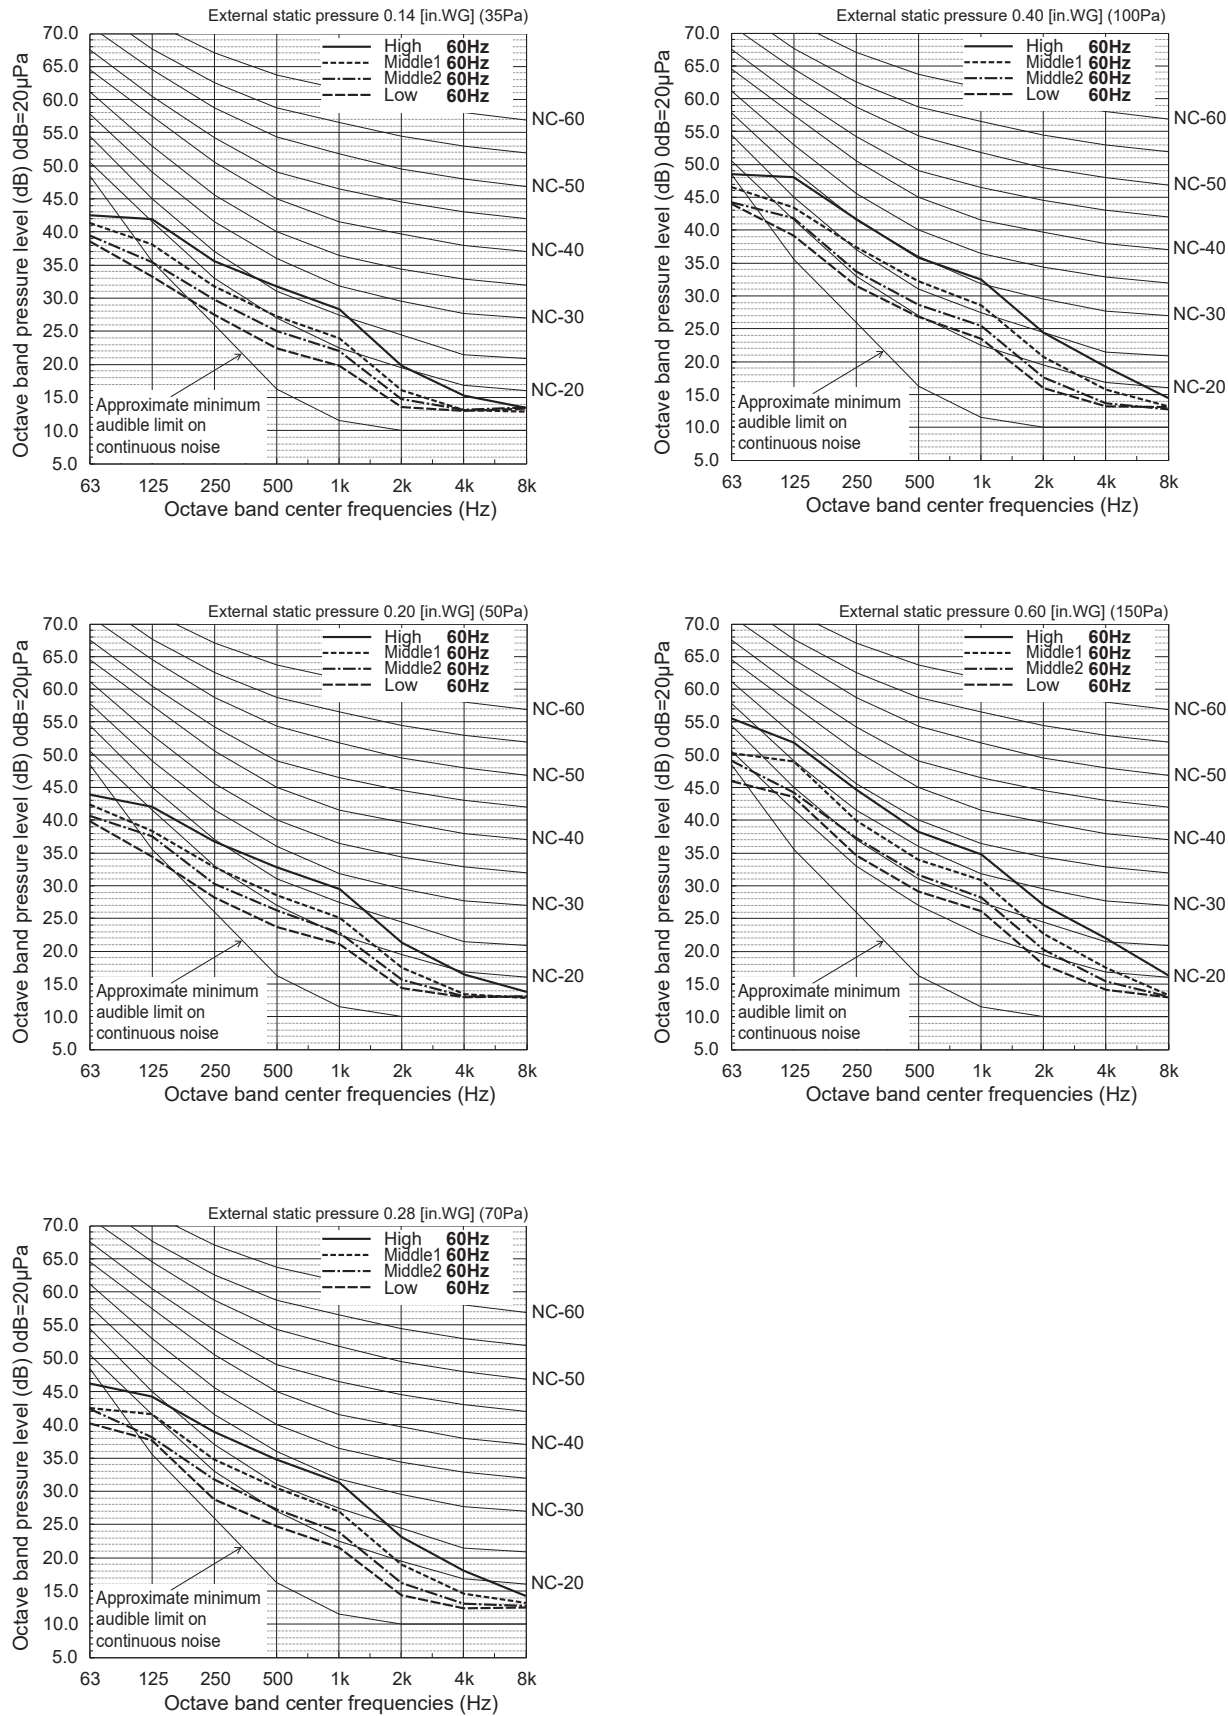 External static pressure 0.14 [in.WG] (35Pa)
Octave band pressure level (dB) 0dB=20μPa
70.0
65.0
60.0
55.0
50.0
45.0
40.0
35.0
30.0
25.0
20.0
15.0
10.0
5.0
High 60Hz
Middle1 60Hz
Middle2 60Hz
Low 60Hz
NC-60
NC-50
NC-40
NC-30
NC-20
Approximate minimum
audible limit on
continuous noise
63 125 250 500 1k 2k 4k 8k
Octave band center frequencies (Hz)
External static pressure 0.40 [in.WG] (100Pa)
Octave band pressure level (dB) 0dB=20μPa
70.0
65.0
60.0
55.0
50.0
45.0
40.0
35.0
30.0
25.0
20.0
15.0
10.0
5.0
High 60Hz
Middle1 60Hz
Middle2 60Hz
Low 60Hz
NC-60
NC-50
NC-40
NC-30
NC-20
Approximate minimum
audible limit on
continuous noise
63 125 250 500 1k 2k 4k 8k
Octave band center frequencies (Hz)
External static pressure 0.20 [in.WG] (50Pa)
Octave band pressure level (dB) 0dB=20μPa
70.0
65.0
60.0
55.0
50.0
45.0
40.0
35.0
30.0
25.0
20.0
15.0
10.0
5.0
High 60Hz
Middle1 60Hz
Middle2 60Hz
Low 60Hz
NC-60
NC-50
NC-40
NC-30
NC-20
Approximate minimum
audible limit on
continuous noise
63 125 250 500 1k 2k 4k 8k
Octave band center frequencies (Hz)
External static pressure 0.60 [in.WG] (150Pa)
Octave band pressure level (dB) 0dB=20μPa
70.0
65.0
60.0
55.0
50.0
45.0
40.0
35.0
30.0
25.0
20.0
15.0
10.0
5.0
High 60Hz
Middle1 60Hz
Middle2 60Hz
Low 60Hz
NC-60
NC-50
NC-40
NC-30
NC-20
Approximate minimum
audible limit on
continuous noise
63 125 250 500 1k 2k 4k 8k
Octave band center frequencies (Hz)
External static pressure 0.28 [in.WG] (70Pa)
Octave band pressure level (dB) 0dB=20μPa
70.0
65.0
60.0
55.0
50.0
45.0
40.0
35.0
30.0
25.0
20.0
15.0
10.0
5.0
High 60Hz
Middle1 60Hz
Middle2 60Hz
Low 60Hz
NC-60
NC-50
NC-40
NC-30
NC-20
Approximate minimum
audible limit on
continuous noise
63 125 250 500 1k 2k 4k 8k
Octave band center frequencies (Hz)